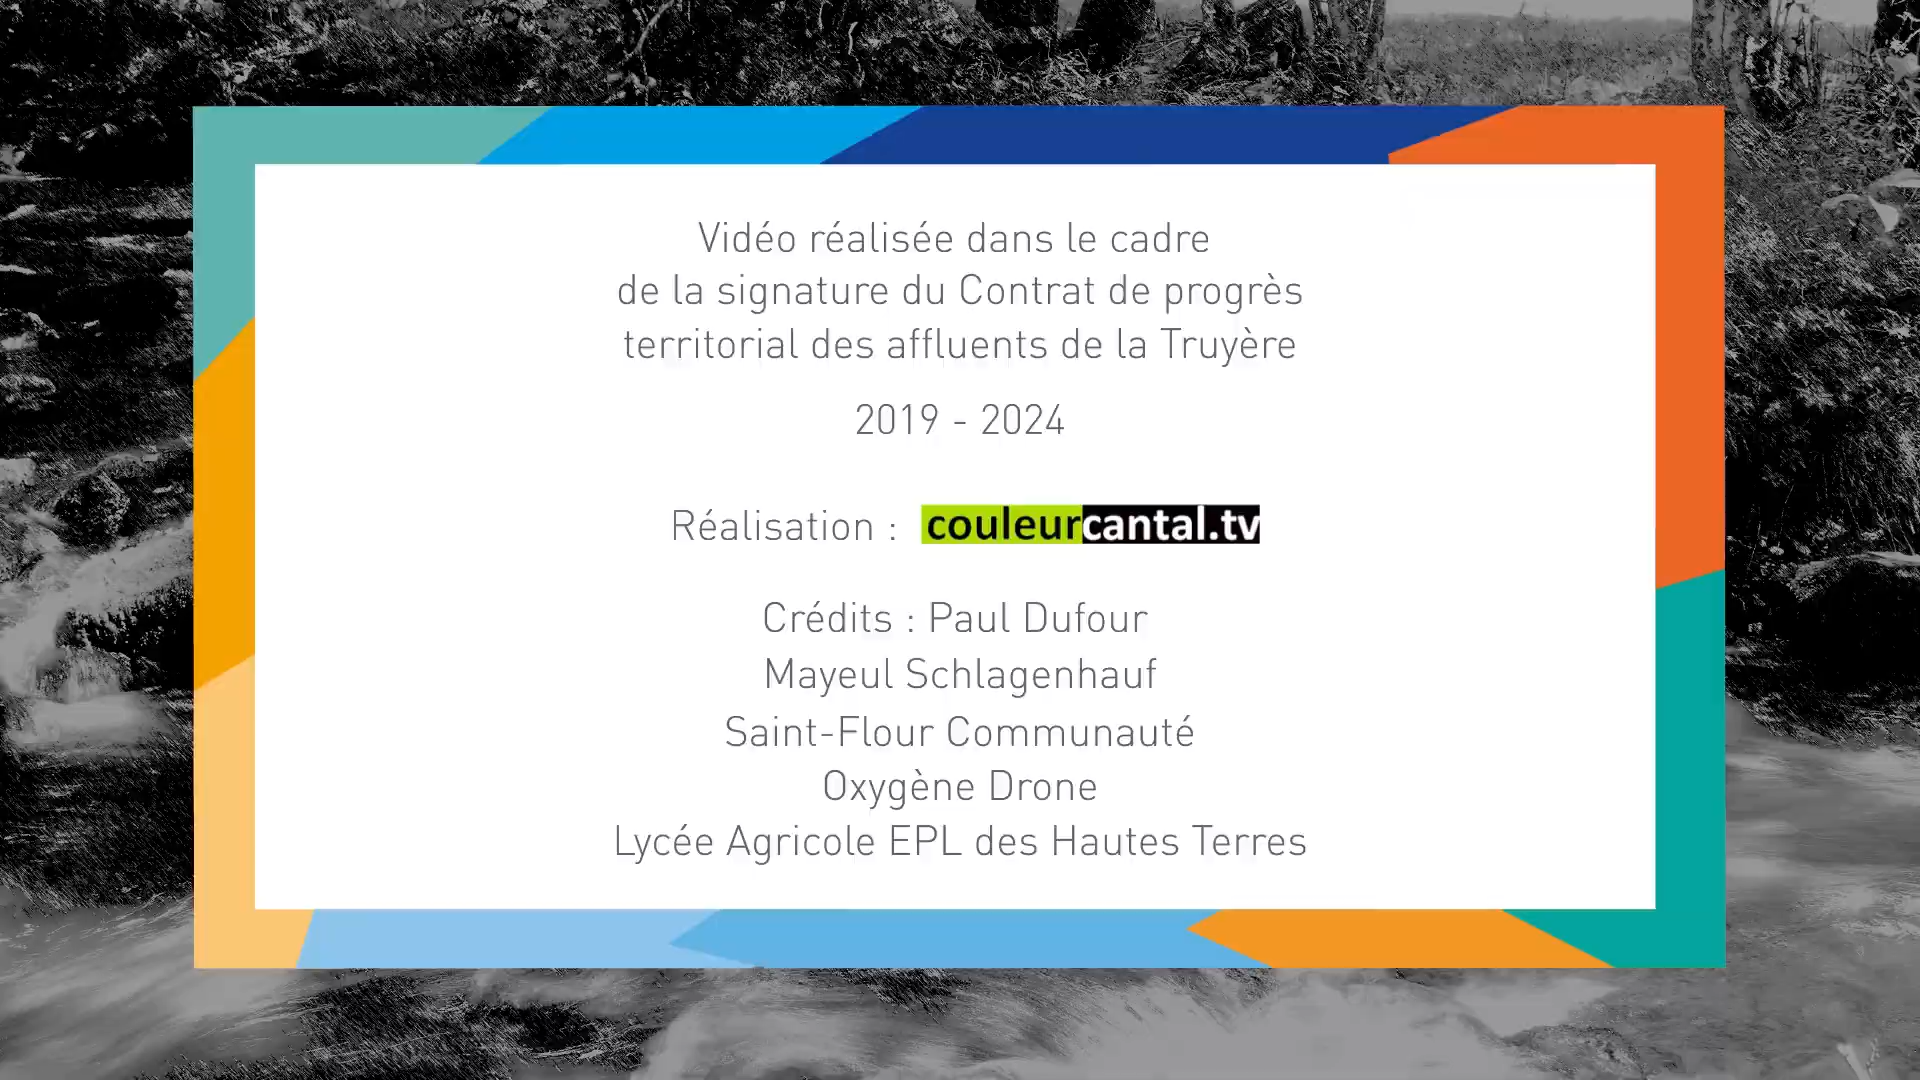 Vidéo réalisée dans le cadre
de la signature du Contrat de progrès
territorial des affluents de la Truyère
2019 - 2024
Réalisation : couleurcantal.tv
Crédits : Paul Dufour
Mayeul Schlagenhauf
Saint-Flour Communauté
Oxygène Drone
Lycée Agricole EPL des Hautes Terres